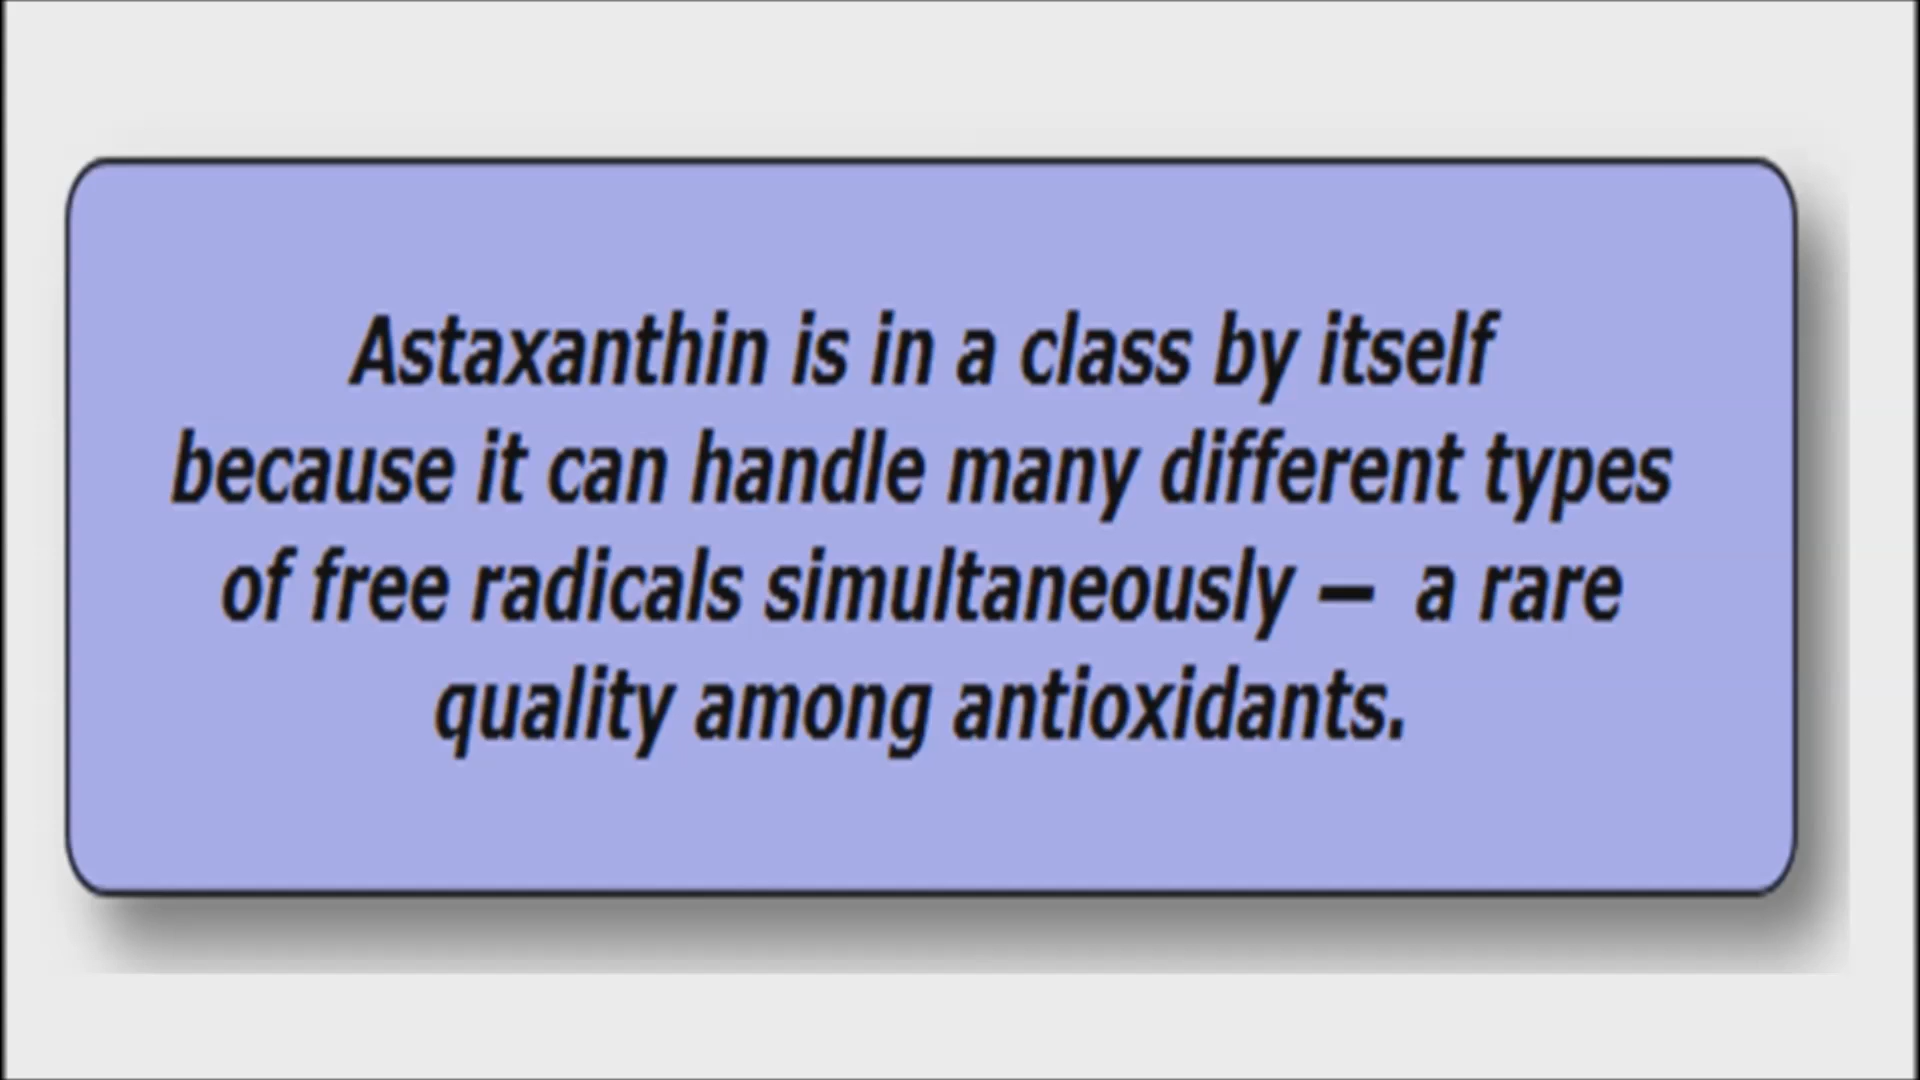 Astaxanthin is in a class by itself
because it can handle many different types
of free radicals simultaneously – a rare
quality among antioxidants.